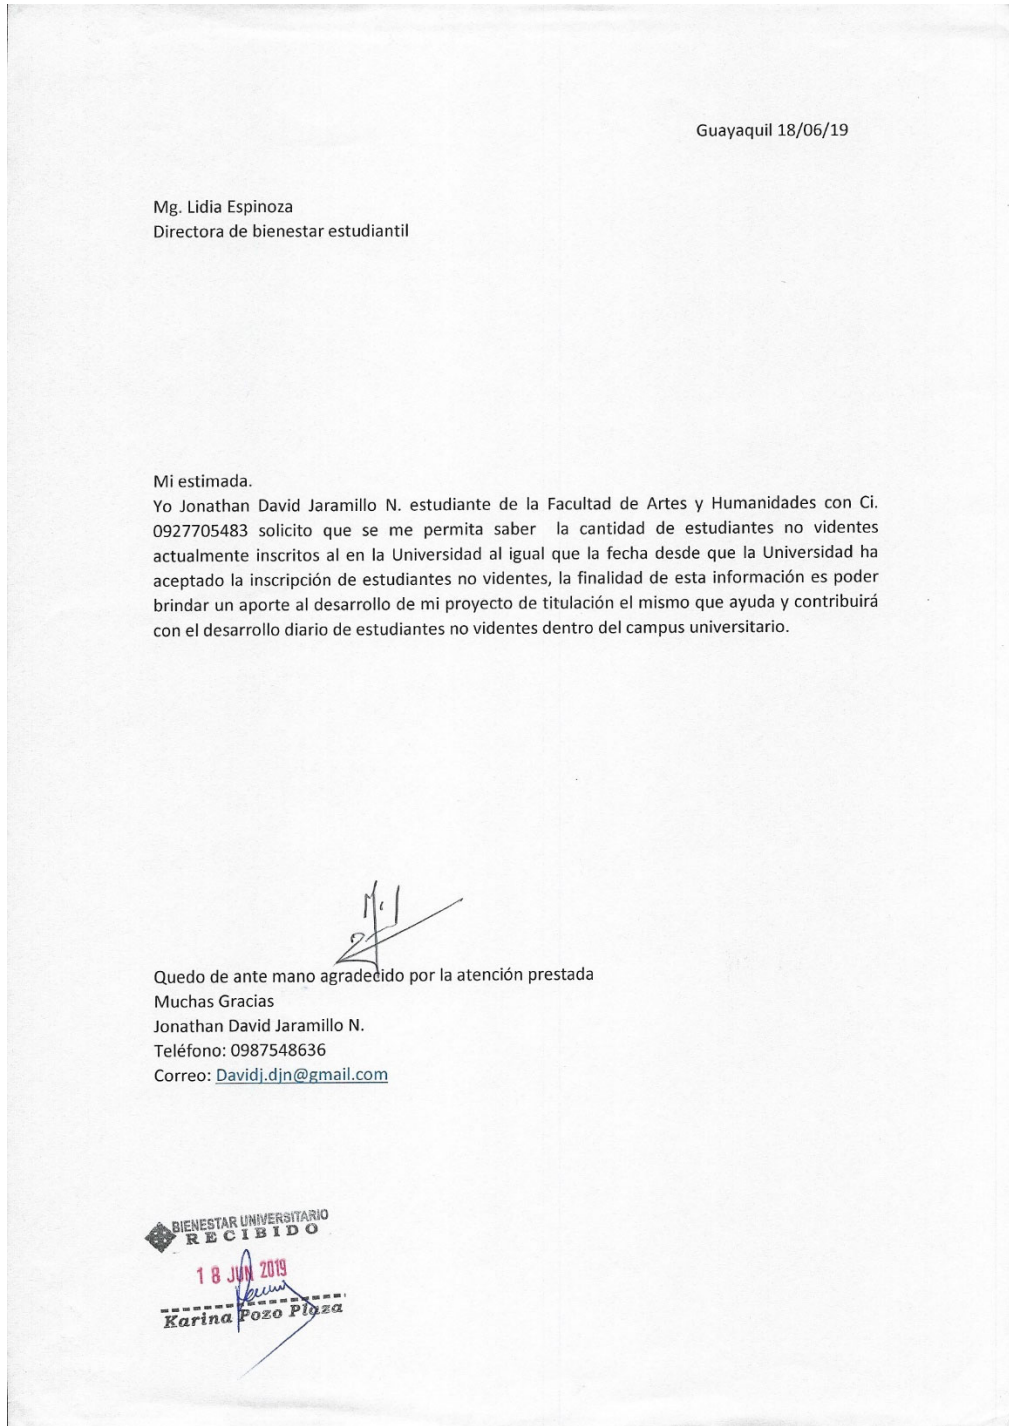 Guayaquil 18/06/19
Mg. Lidia Espinoza
Directora de bienestar estudiantil
Mi estimada.
Yo Jonathan David Jaramillo N. estudiante de la Facultad de Artes y Humanidades con Ci.
0927705483 solicito que se me permita saber la cantidad de estudiantes no videntes
actualmente inscritos al en la Universidad al igual que la fecha desde que la Universidad ha
aceptado la inscripción de estudiantes no videntes, la finalidad de esta información es poder
brindar un aporte al desarrollo de mi proyecto de titulación el mismo que ayuda y contribuirá
con el desarrollo diario de estudiantes no videntes dentro del campus universitario.
Quedo de ante mano agradecido por la atención prestada
Muchas Gracias
Jonathan David Jaramillo N.
Teléfono: 0987548636
Correo: Davidj.djn@gmail.com
BIENESTAR UNIVERSITARIO
RECIBIDO
18 JUN 2019
Karina Pozo Plaza